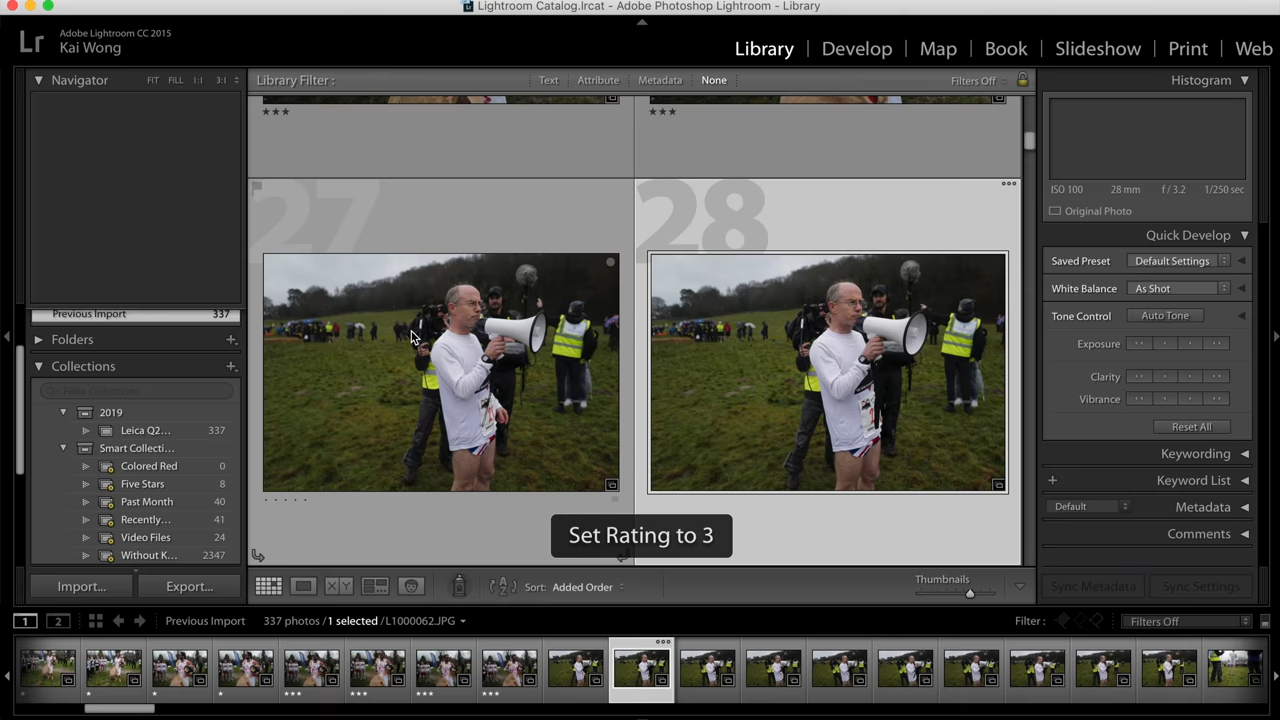 Lightroom Catalog.lrcat - Adobe Photoshop Lightroom - Library
Lr
Adobe Lightroom CC 2015
Kai Wong
Library | Develop | Map | Book | Slideshow | Print | Web
Navigator FIT FILL 1:1 3:1
Library Filter : Text Attribute Metadata None Filters Off
Histogram
27
28
ISO 100 28 mm f / 3.2 1/250 sec
Original Photo
Quick Develop
Saved Preset Default Settings
White Balance As Shot
Tone Control Auto Tone
Exposure
Clarity
Vibrance
Reset All
Keywording
Keyword List
Default Metadata
Comments
Previous Import 337
Folders
Collections
2019
Leica Q2... 337
Smart Collecti...
Colored Red 0
Five Stars 8
Past Month 40
Recently... 41
Video Files 24
Without K... 2347
Set Rating to 3
Import... Export...
X Y
Sort: Added Order
Thumbnails
Sync Metadata Sync Settings
1 2 Previous Import 337 photos / 1 selected / L1000062.JPG
Filter : Filters Off